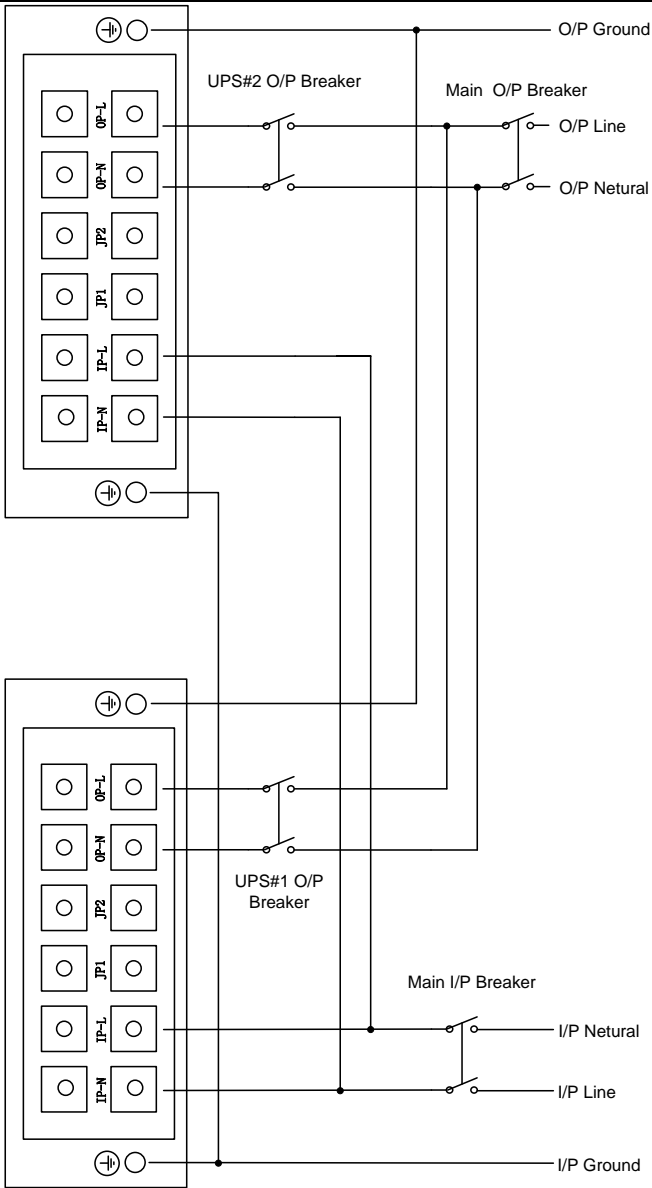 O/P Ground
UPS#2 O/P Breaker
Main O/P Breaker
OP-L
O/P Line
OP-N
O/P Netural
JP2
JP1
IP-L
IP-N
OP-L
OP-N
UPS#1 O/P
Breaker
JP2
JP1
Main I/P Breaker
IP-L
I/P Netural
IP-N
I/P Line
I/P Ground